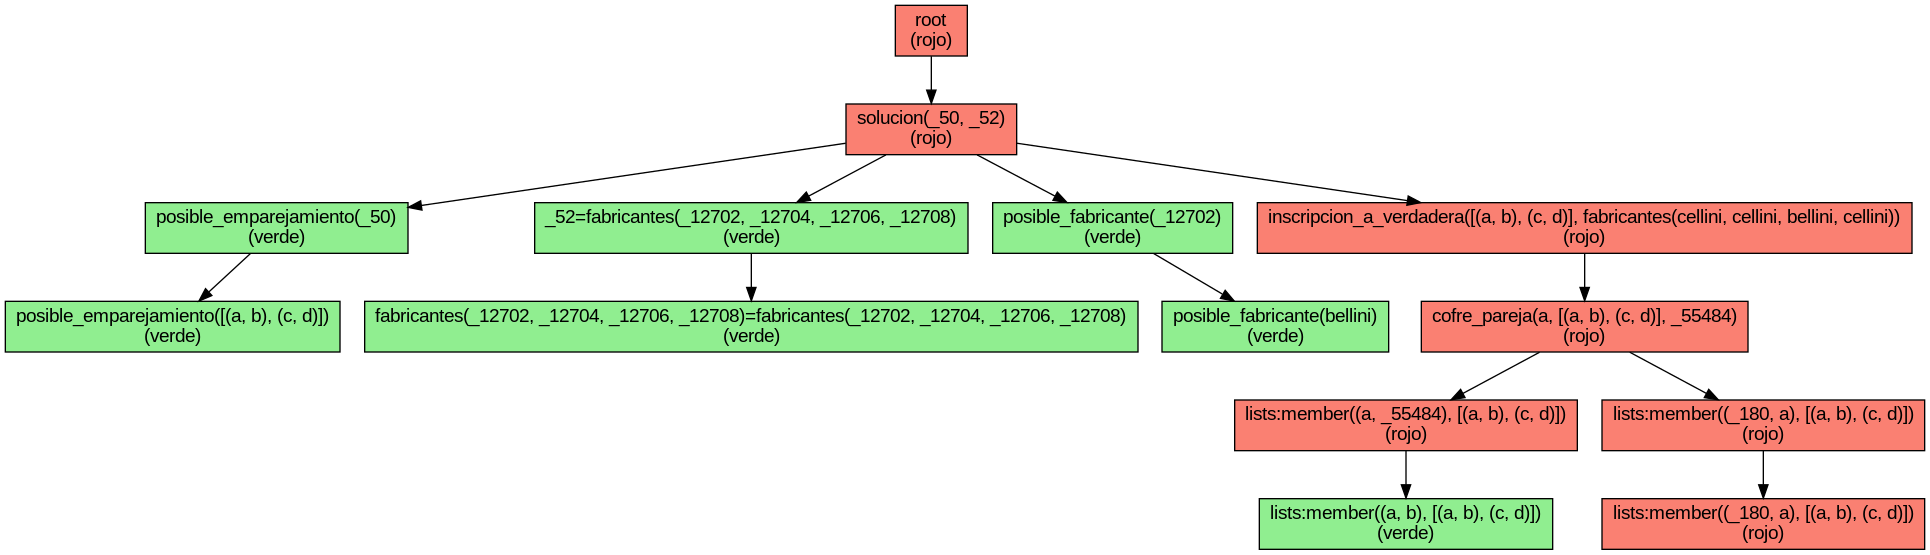 root
(rojo)
solucion(_50, _52)
(rojo)
posible_emparejamiento(_50)
(verde)
_52=fabricantes(_12702, _12704, _12706, _12708)
(verde)
posible_fabricante(_12702)
(verde)
inscripcion_a_verdadera([(a, b), (c, d)], fabricantes(cellini, cellini, bellini, cellini))
(rojo)
posible_emparejamiento([(a, b), (c, d)])
(verde)
fabricantes(_12702, _12704, _12706, _12708)=fabricantes(_12702, _12704, _12706, _12708)
(verde)
posible_fabricante(bellini)
(verde)
cofre_pareja(a, [(a, b), (c, d)], _55484)
(rojo)
lists:member((a, _55484), [(a, b), (c, d)])
(rojo)
lists:member((_180, a), [(a, b), (c, d)])
(rojo)
lists:member((a, b), [(a, b), (c, d)])
(verde)
lists:member((_180, a), [(a, b), (c, d)])
(rojo)